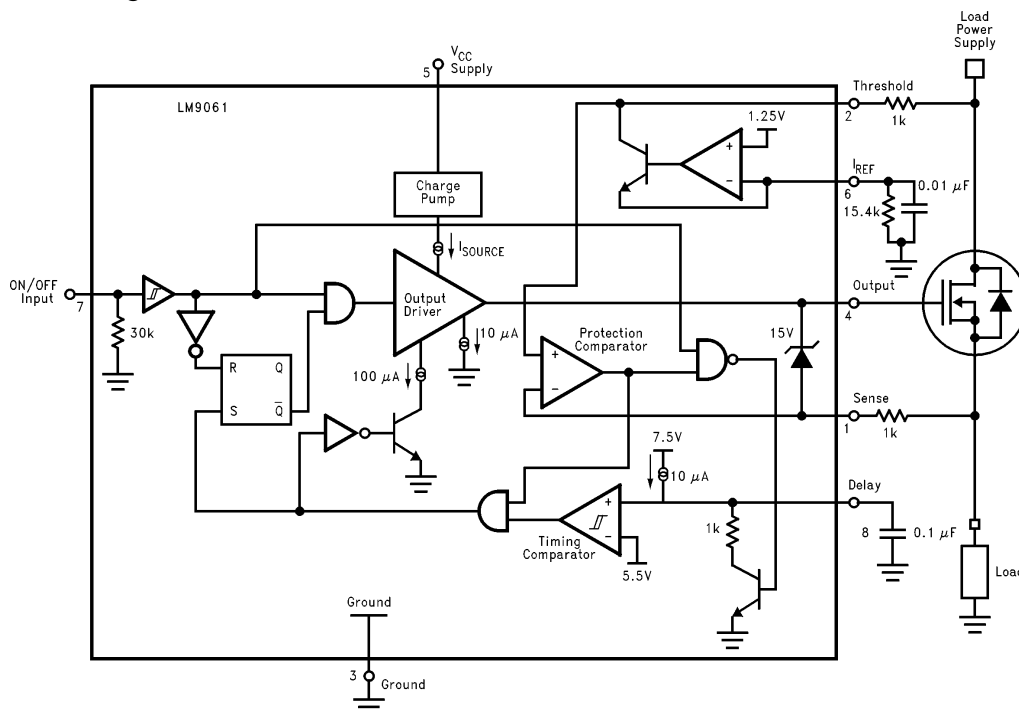 Load
Power
Supply
VCC
Supply
5
LM9061
Threshold
2
1k
1.25V
+
−
IREF
6
0.01 μF
15.4k
Charge
Pump
ISOURCE
ON/OFF
Input
7
30k
Output
Driver
10 μA
100 μA
Protection
Comparator
+
−
15V
Output
4
R Q
S Q̅
Sense
1
1k
7.5V
10 μA
Delay
8
0.1 μF
1k
+
−
Timing
Comparator
5.5V
Load
Ground
3
Ground